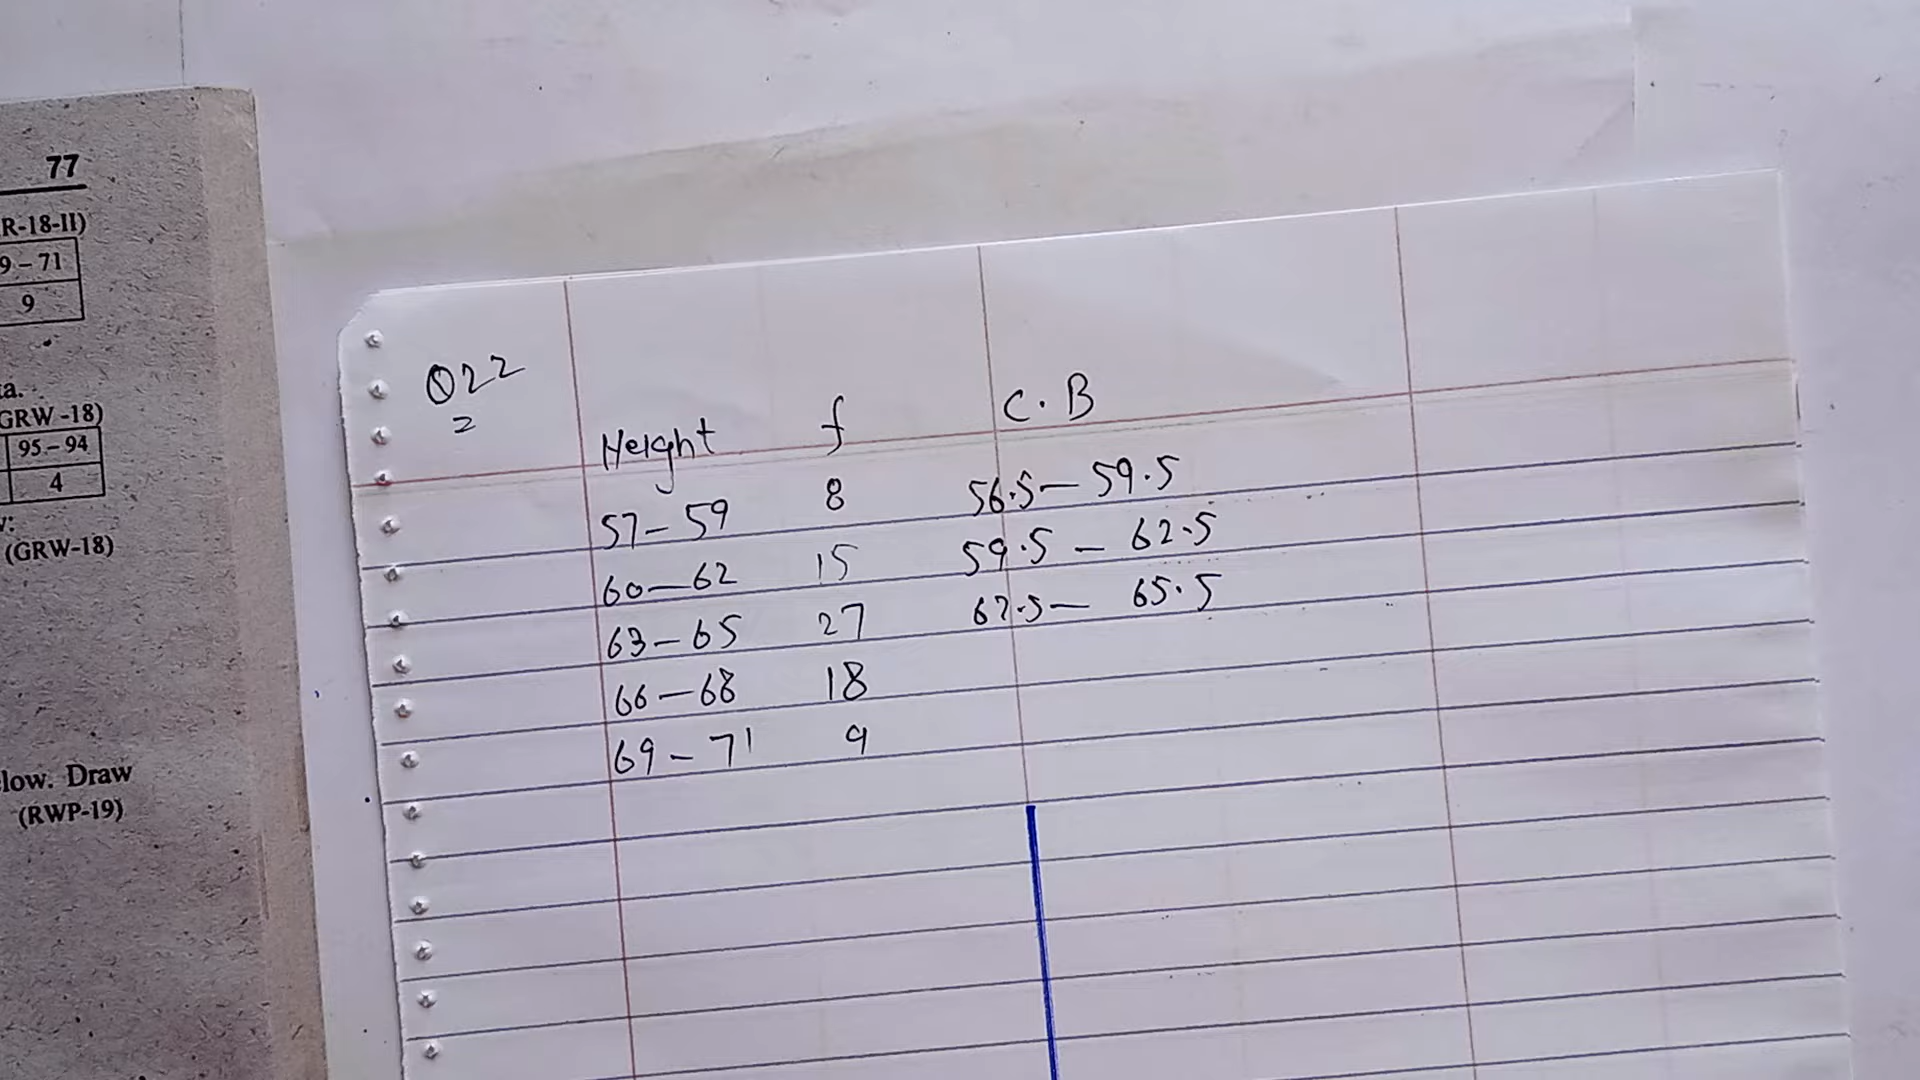 77
R-18-II)
9 – 71
9
ta.
GRW -18)
95 – 94
4
w:
(GRW-18)
low. Draw
(RWP-19)
Q22
Height f C.B
57 – 59 8 56.5 – 59.5
60 – 62 15 59.5 – 62.5
63 – 65 27 62.5 – 65.5
66 – 68 18
69 – 71 9